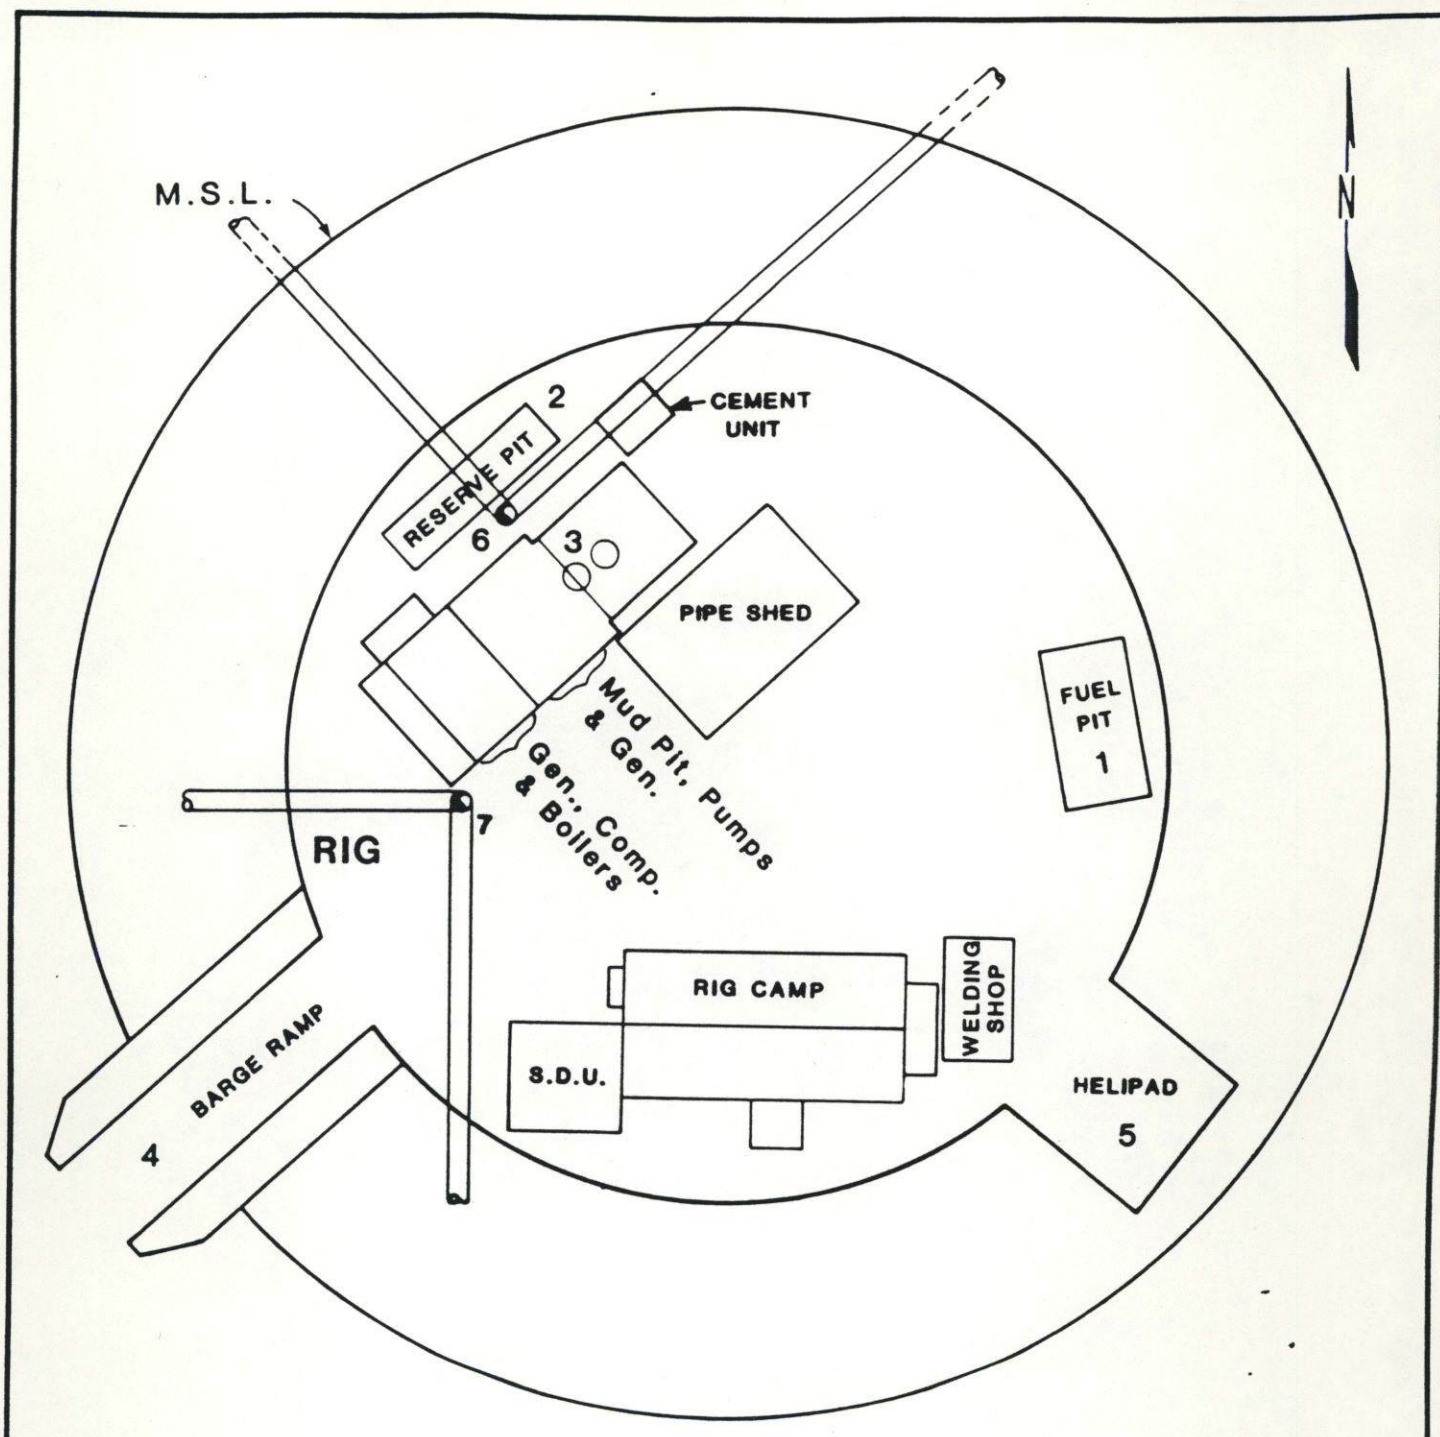 M.S.L.
N
2
CEMENT
UNIT
RESERVE PIT
6
3
PIPE SHED
FUEL
PIT
1
Mud Pit, Pumps
& Gen.
Gen., Comp.
& Boilers
7
RIG
RIG CAMP
WELDING
SHOP
S.D.U.
BARGE RAMP
4
HELIPAD
5